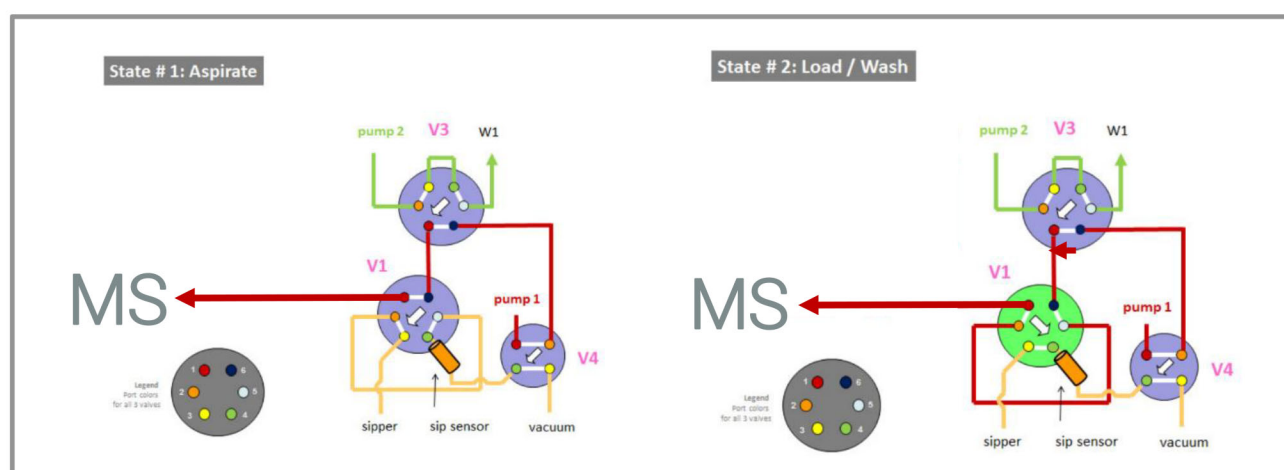 State # 1: Aspirate
pump 2
V3
W1
V1
MS
pump 1
V4
1
6
2
5
3
4
Legend
Port colors
for all 3 valves
sipper
sip sensor
vacuum
State # 2: Load / Wash
pump 2
V3
W1
V1
MS
pump 1
V4
1
6
2
5
3
4
Legend
Port colors
for all 3 valves
sipper
sip sensor
vacuum